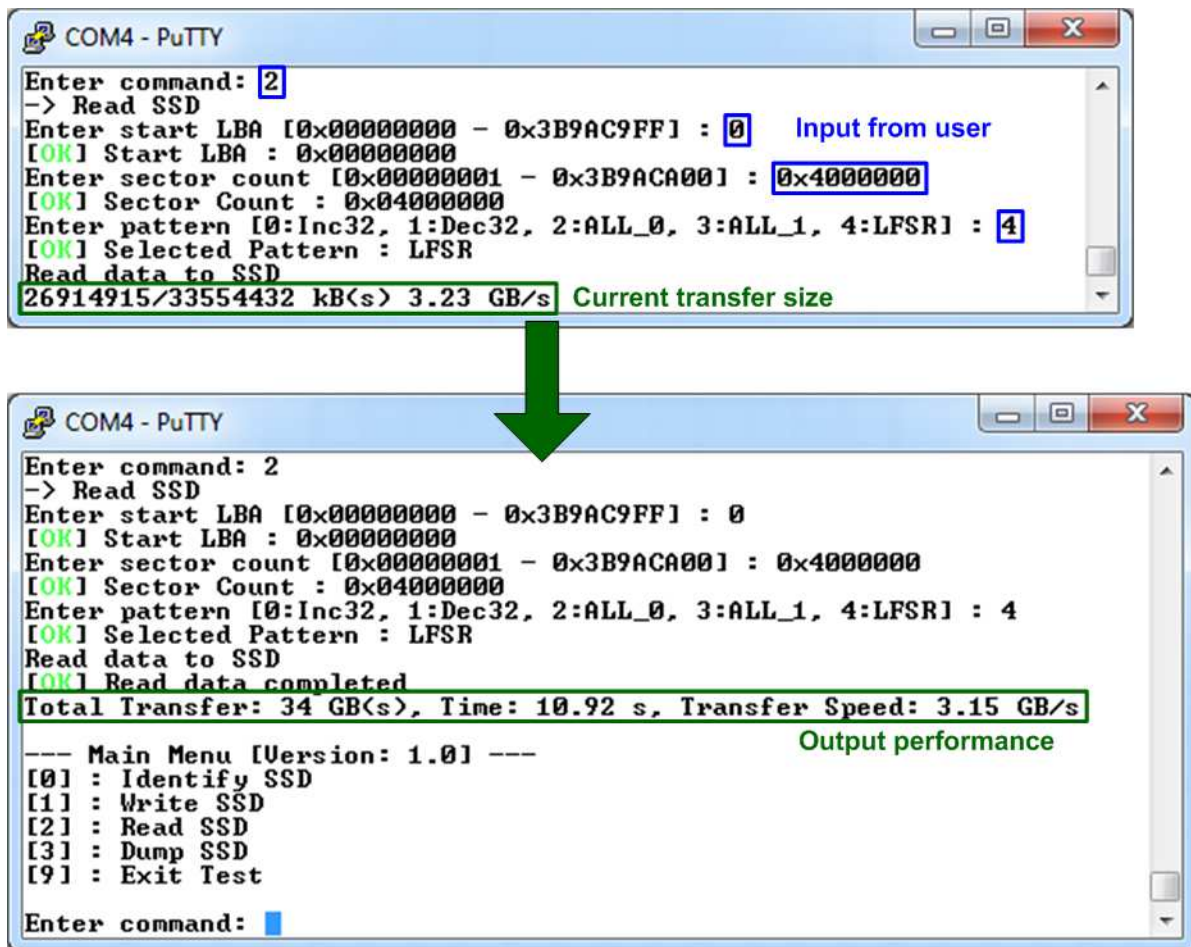 COM4 - PuTTY
Enter command: 2
-> Read SSD
Enter start LBA [0x00000000 - 0x3B9AC9FF] : 0 Input from user
[OK] Start LBA : 0x00000000
Enter sector count [0x00000001 - 0x3B9ACA00] : 0x4000000
[OK] Sector Count : 0x04000000
Enter pattern [0:Inc32, 1:Dec32, 2:ALL_0, 3:ALL_1, 4:LFSR] : 4
[OK] Selected Pattern : LFSR
Read data to SSD
26914915/33554432 kB(s) 3.23 GB/s Current transfer size
COM4 - PuTTY
Enter command: 2
-> Read SSD
Enter start LBA [0x00000000 - 0x3B9AC9FF] : 0
[OK] Start LBA : 0x00000000
Enter sector count [0x00000001 - 0x3B9ACA00] : 0x4000000
[OK] Sector Count : 0x04000000
Enter pattern [0:Inc32, 1:Dec32, 2:ALL_0, 3:ALL_1, 4:LFSR] : 4
[OK] Selected Pattern : LFSR
Read data to SSD
[OK] Read data completed
Total Transfer: 34 GB(s), Time: 10.92 s, Transfer Speed: 3.15 GB/s
Output performance
--- Main Menu [Version: 1.0] ---
[0] : Identify SSD
[1] : Write SSD
[2] : Read SSD
[3] : Dump SSD
[9] : Exit Test
Enter command: